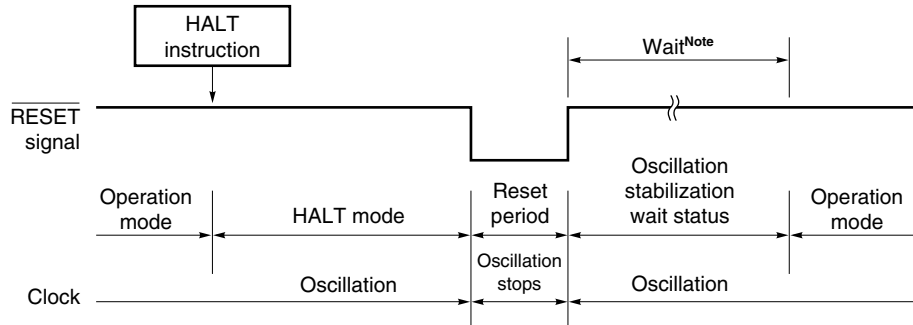 HALT
instruction
Wait Note
RESET
signal
Operation
mode
HALT mode
Reset
period
Oscillation
stabilization
wait status
Operation
mode
Clock
Oscillation
Oscillation
stops
Oscillation